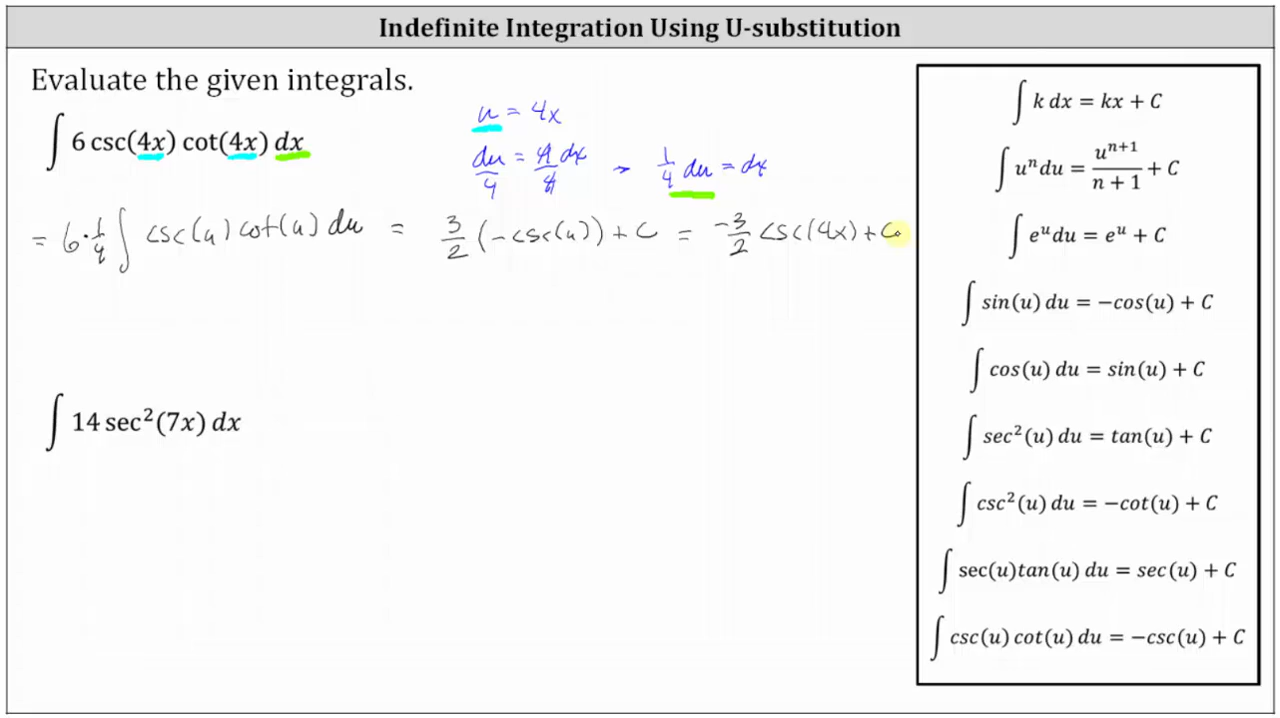 Indefinite Integration Using U-substitution
Evaluate the given integrals.
∫ 6 csc(4x) cot(4x) dx
u = 4x
du/4 = 4/4 dx → 1/4 du = dx
= 6·1/4 ∫ csc(u) cot(u) du = 3/2 (-csc(u)) + C = -3/2 csc(4x) + C
∫ 14 sec²(7x) dx
∫ k dx = kx + C
∫ uⁿ du = uⁿ⁺¹/(n + 1) + C
∫ eᵘ du = eᵘ + C
∫ sin(u) du = −cos(u) + C
∫ cos(u) du = sin(u) + C
∫ sec²(u) du = tan(u) + C
∫ csc²(u) du = −cot(u) + C
∫ sec(u)tan(u) du = sec(u) + C
∫ csc(u) cot(u) du = −csc(u) + C